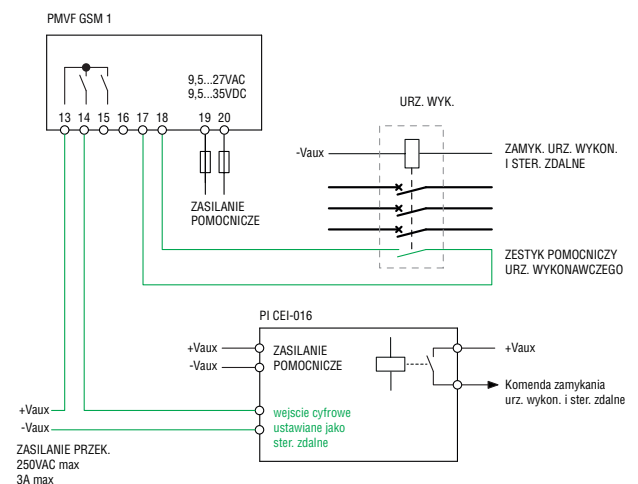 PMVF GSM 1
9,5...27VAC
9,5...35VDC
13 14 15 16 17 18 19 20
ZASILANIE
POMOCNICZE
URZ. WYK.
-Vaux
ZAMYK. URZ. WYKON.
I STER. ZDALNE
ZESTYK POMOCNICZY
URZ. WYKONAWCZEGO
PI CEI-016
+Vaux
-Vaux
ZASILANIE
POMOCNICZE
+Vaux
Komenda zamykania
urz. wykon. i ster. zdalne
wejscie cyfrowe
ustawiane jako
ster. zdalne
+Vaux
-Vaux
ZASILANIE PRZEK.
250VAC max
3A max